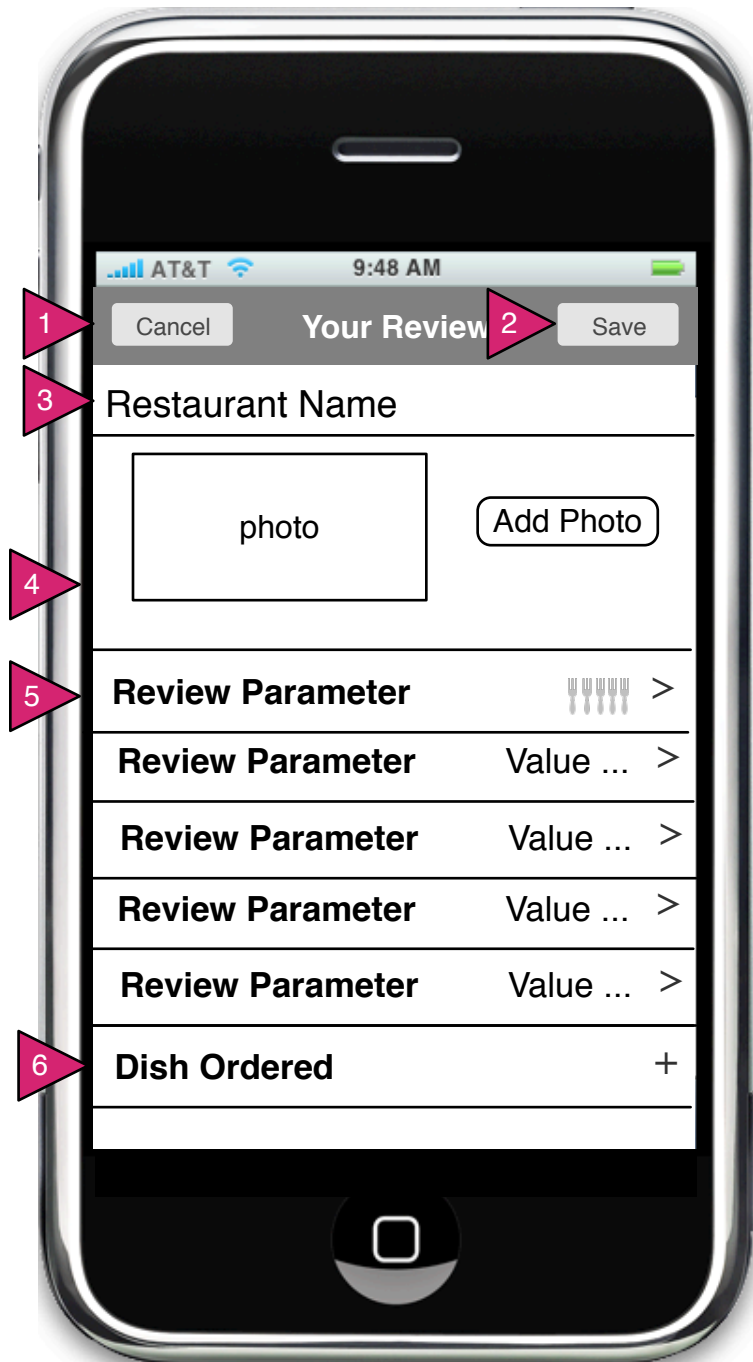 AT&T 9:48 AM
1 Cancel Your Review 2 Save
3 Restaurant Name
photo Add Photo
4
5 Review Parameter >
Review Parameter Value ... >
Review Parameter Value ... >
Review Parameter Value ... >
Review Parameter Value ... >
6 Dish Ordered +